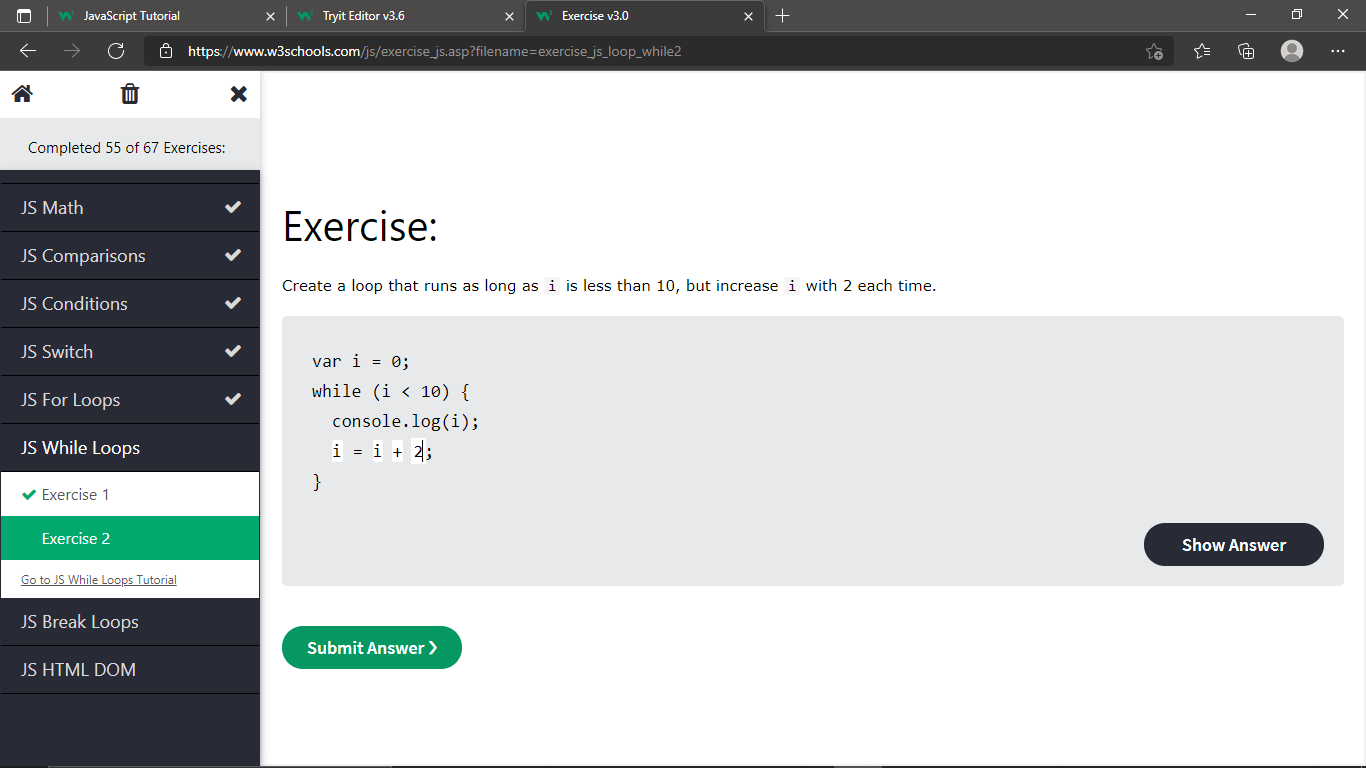 JavaScript Tutorial
Tryit Editor v3.6
Exercise v3.0
https://www.w3schools.com/js/exercise_js.asp?filename=exercise_js_loop_while2
Completed 55 of 67 Exercises:
JS Math
JS Comparisons
JS Conditions
JS Switch
JS For Loops
JS While Loops
Exercise 1
Exercise 2
Go to JS While Loops Tutorial
JS Break Loops
JS HTML DOM
Exercise:
Create a loop that runs as long as i is less than 10, but increase i with 2 each time.
var i = 0;
while (i < 10) {
console.log(i);
i = i + 2;
}
Show Answer
Submit Answer ❯